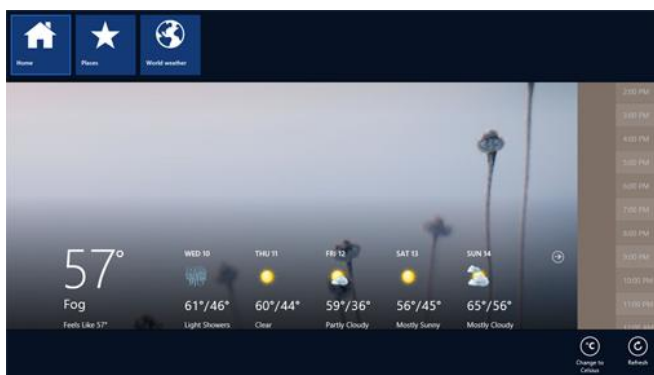 Home
Places
World weather
57°
Fog
Feels Like 57°
WED 10
61°/46°
Light Showers
THU 11
60°/44°
Clear
FRI 12
59°/36°
Partly Cloudy
SAT 13
56°/45°
Mostly Sunny
SUN 14
65°/56°
Mostly Cloudy
2:00 PM
3:00 PM
4:00 PM
5:00 PM
6:00 PM
7:00 PM
8:00 PM
9:00 PM
10:00 PM
11:00 PM
°C
Change to
Celsius
Refresh